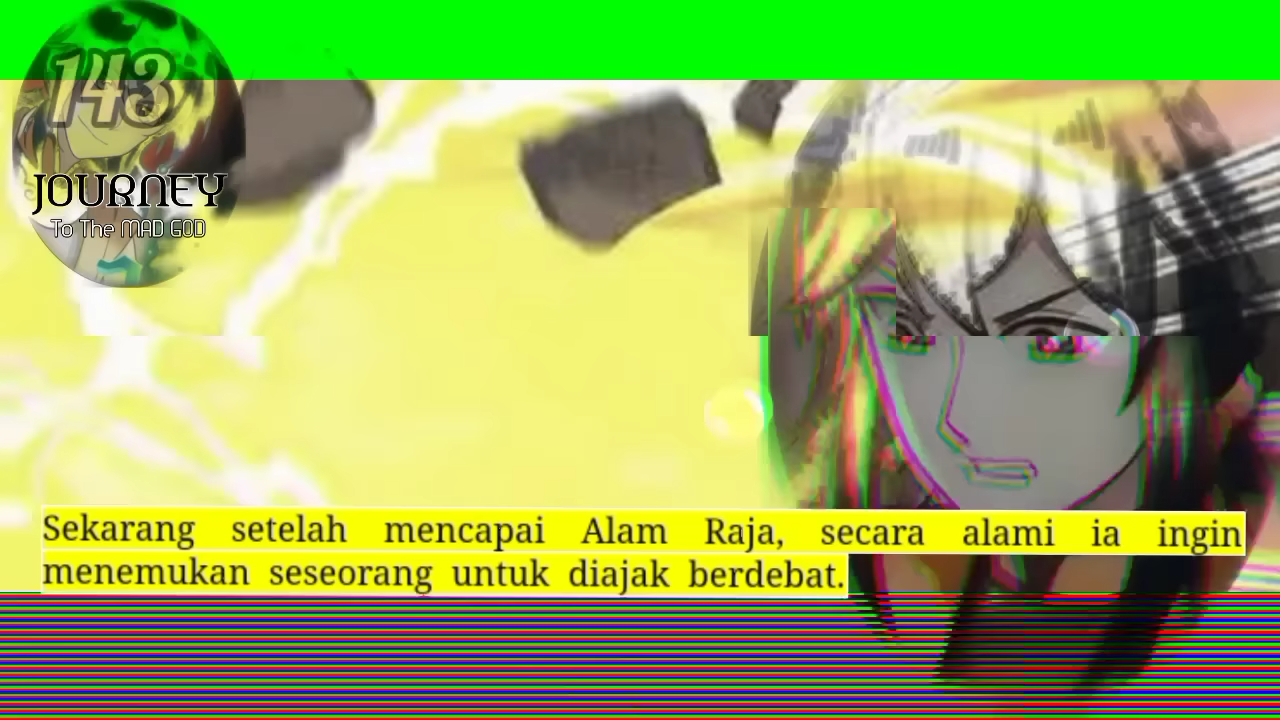 143
JOURNEY
To The MAD GOD
Sekarang setelah mencapai Alam Raja, secara alami ia ingin
menemukan seseorang untuk diajak berdebat.